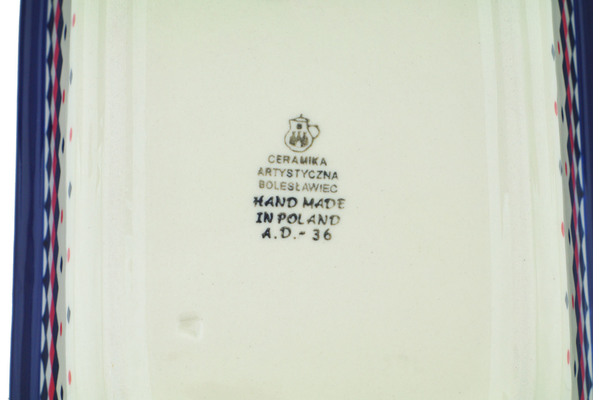 CERAMIKA
ARTYSTYCZNA
BOLESŁAWIEC
HAND MADE
IN POLAND
A.D.- 36